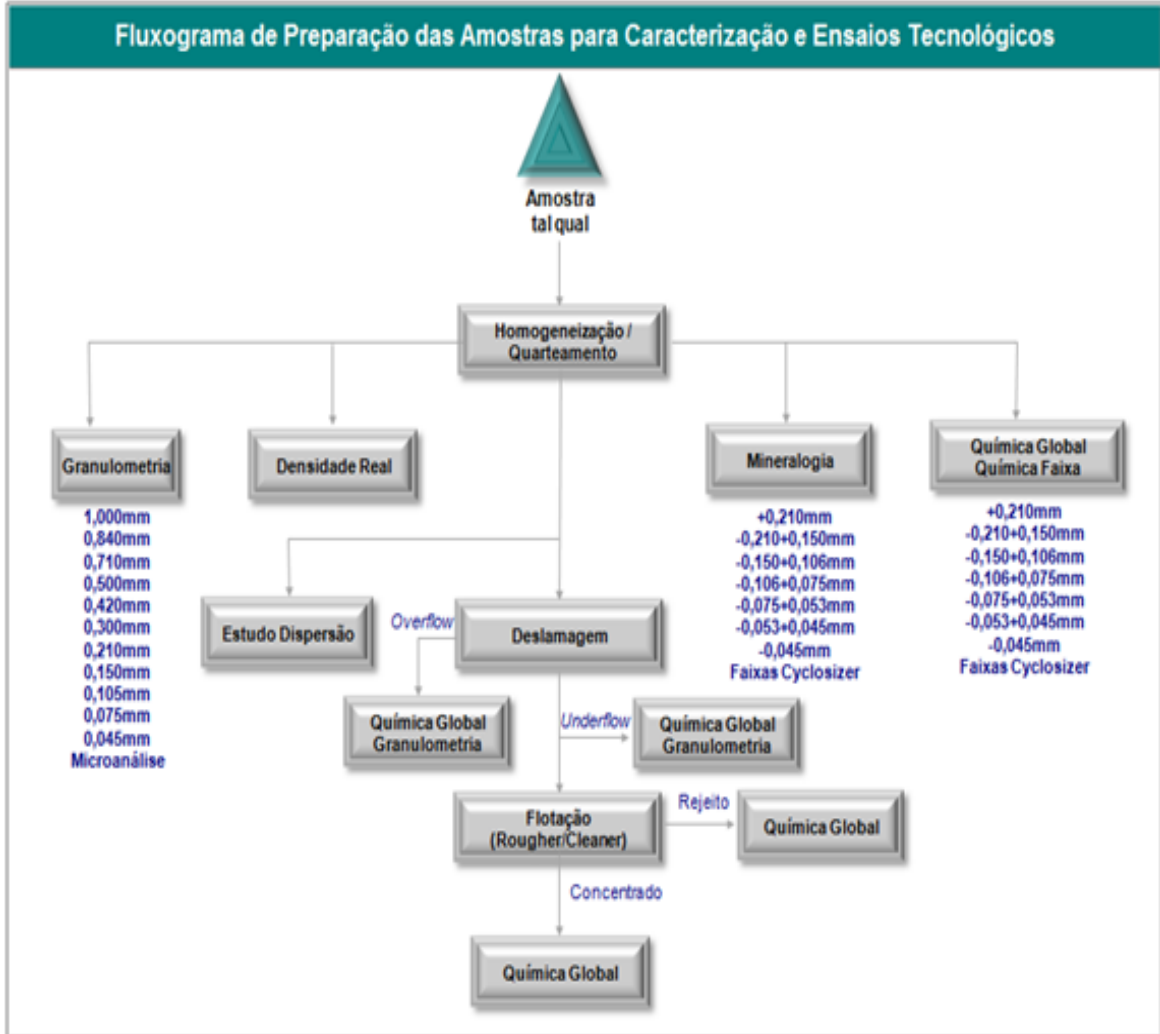 Fluxograma de Preparação das Amostras para Caracterização e Ensaios Tecnológicos
Amostra
tal qual
Homogeneização /
Quarteamento
Granulometria
1,000mm
0,840mm
0,710mm
0,500mm
0,420mm
0,300mm
0,210mm
0,150mm
0,105mm
0,075mm
0,045mm
Microanálise
Densidade Real
Mineralogia
+0,210mm
-0,210+0,150mm
-0,150+0,106mm
-0,106+0,075mm
-0,075+0,053mm
-0,053+0,045mm
-0,045mm
Faixas Cyclosizer
Química Global
Química Faixa
+0,210mm
-0,210+0,150mm
-0,150+0,106mm
-0,106+0,075mm
-0,075+0,053mm
-0,053+0,045mm
-0,045mm
Faixas Cyclosizer
Estudo Dispersão
Overflow
Deslamagem
Química Global
Granulometria
Underflow
Química Global
Granulometria
Flotação
(Rougher/Cleaner)
Rejeito
Química Global
Concentrado
Química Global